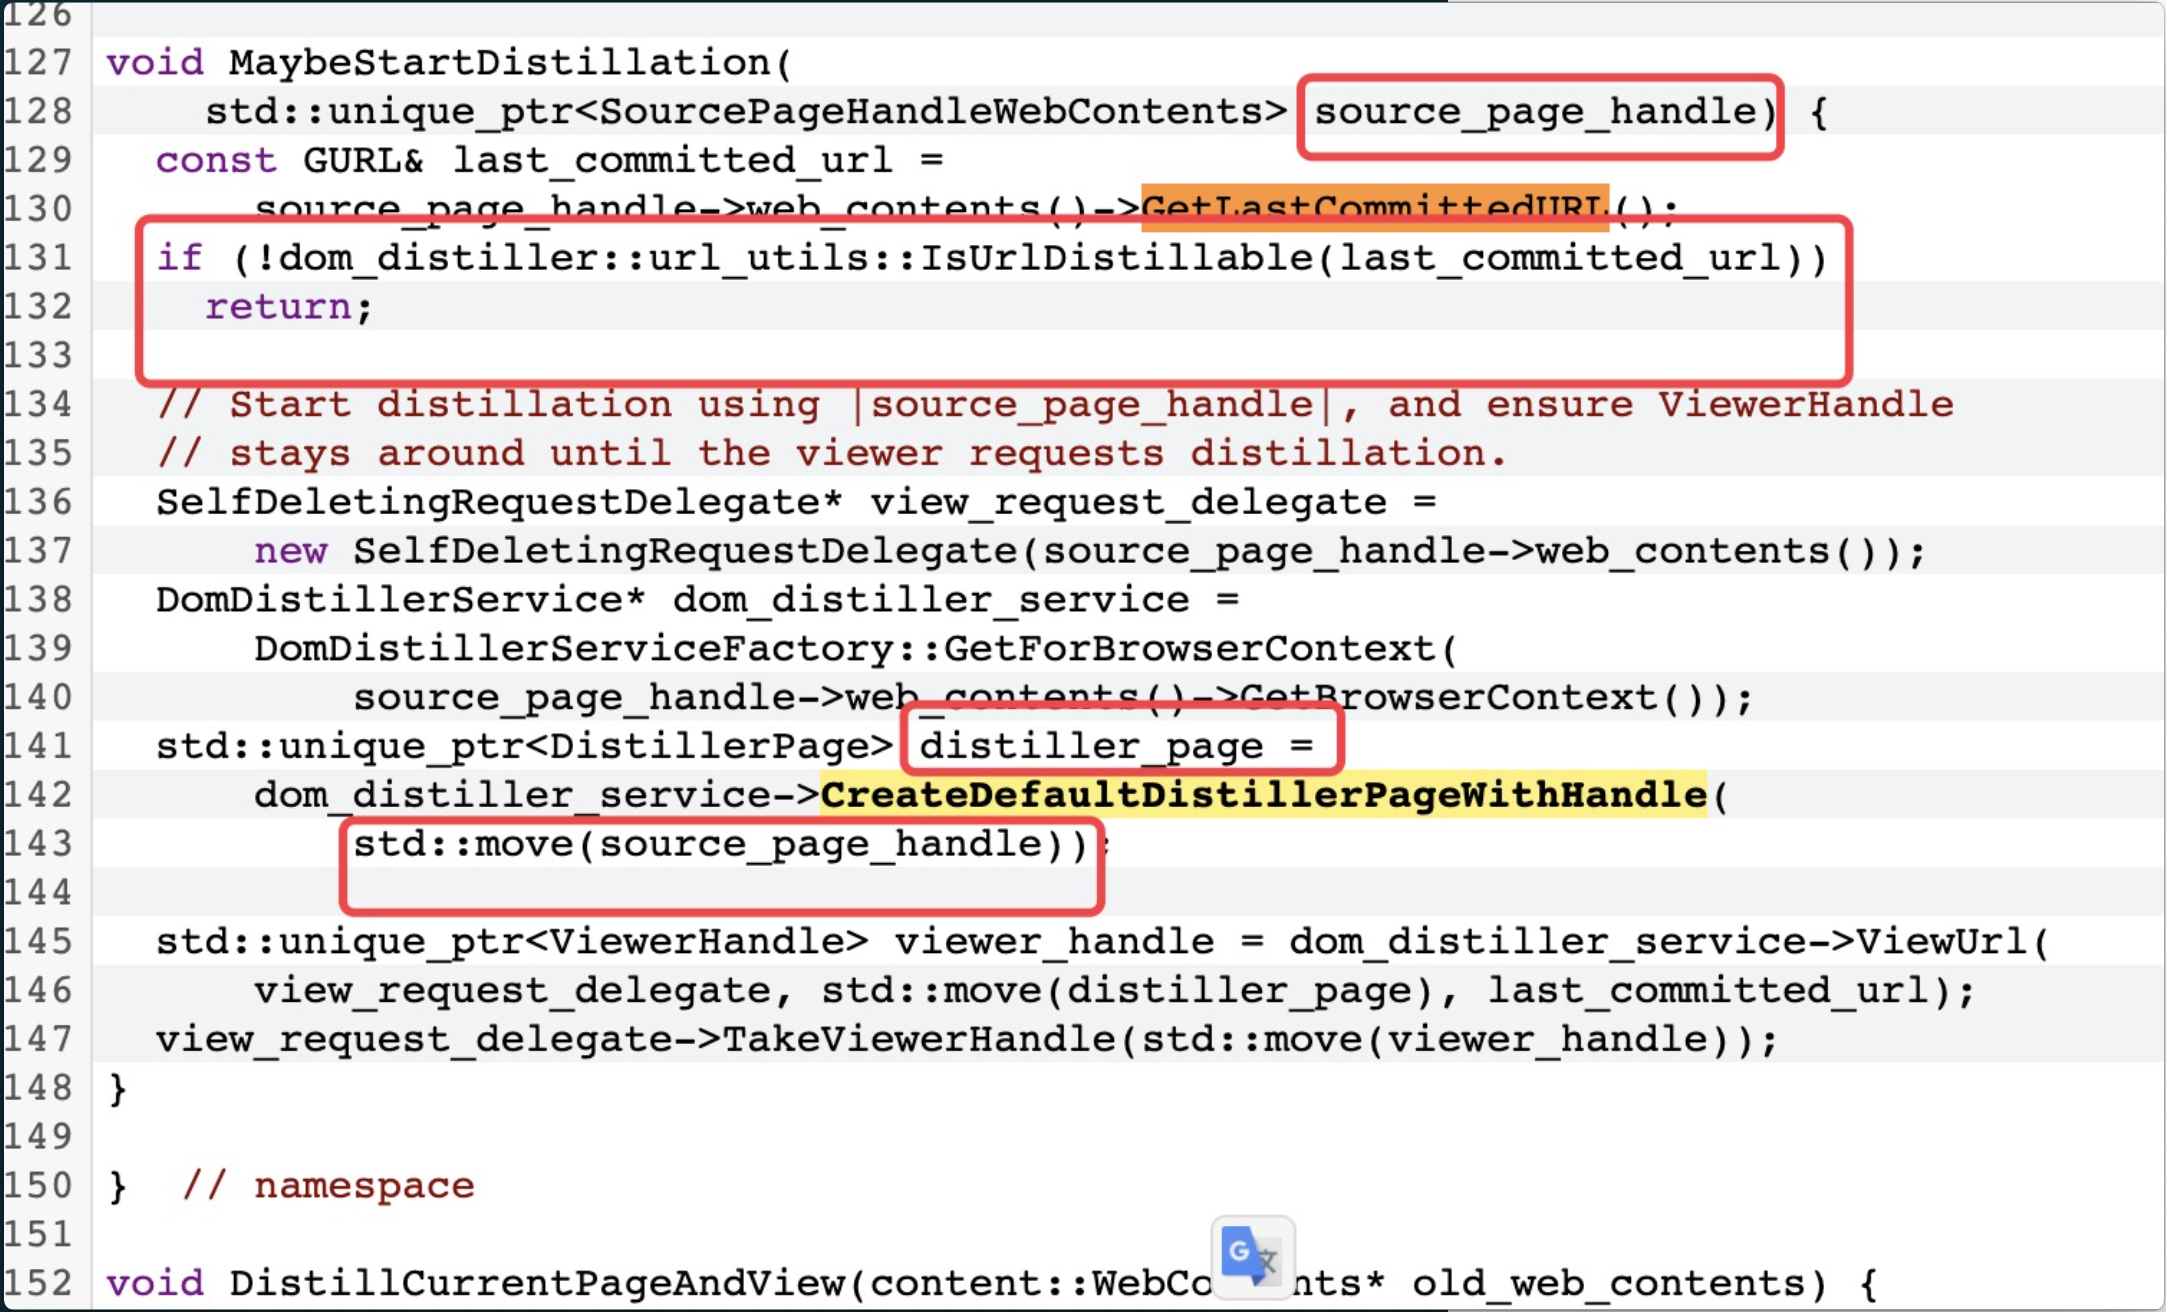 126
127 void MaybeStartDistillation(
128     std::unique_ptr<SourcePageHandleWebContents> source_page_handle) {
129   const GURL& last_committed_url =
130       source_page_handle->web_contents()->GetLastCommittedURL();
131   if (!dom_distiller::url_utils::IsUrlDistillable(last_committed_url))
132     return;
133
134   // Start distillation using |source_page_handle|, and ensure ViewerHandle
135   // stays around until the viewer requests distillation.
136   SelfDeletingRequestDelegate* view_request_delegate =
137       new SelfDeletingRequestDelegate(source_page_handle->web_contents());
138   DomDistillerService* dom_distiller_service =
139       DomDistillerServiceFactory::GetForBrowserContext(
140           source_page_handle->web_contents()->GetBrowserContext());
141   std::unique_ptr<DistillerPage> distiller_page =
142       dom_distiller_service->CreateDefaultDistillerPageWithHandle(
143           std::move(source_page_handle));
144
145   std::unique_ptr<ViewerHandle> viewer_handle = dom_distiller_service->ViewUrl(
146       view_request_delegate, std::move(distiller_page), last_committed_url);
147   view_request_delegate->TakeViewerHandle(std::move(viewer_handle));
148 }
149
150 }  // namespace
151
152 void DistillCurrentPageAndView(content::WebCo nts* old_web_contents) {